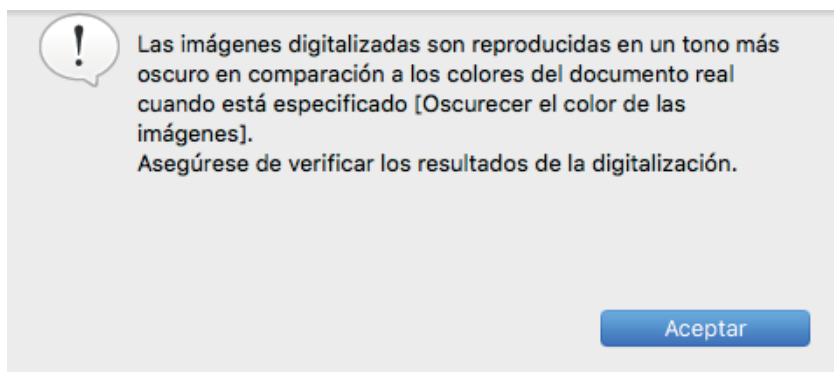 Las imágenes digitalizadas son reproducidas en un tono más
oscuro en comparación a los colores del documento real
cuando está especificado [Oscurecer el color de las
imágenes].
Asegúrese de verificar los resultados de la digitalización.
Aceptar